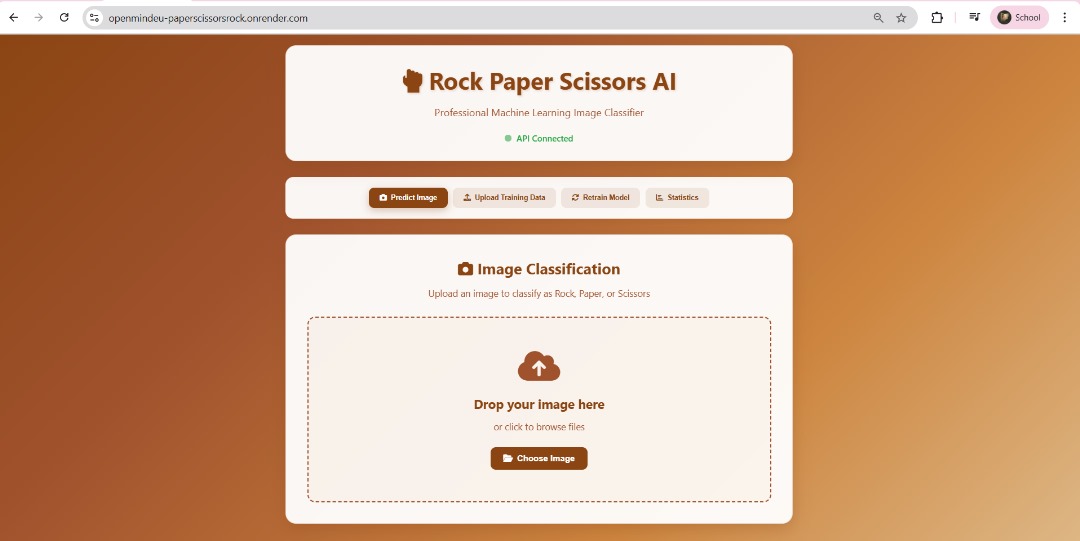 openmindeu-paperscissorsrock.onrender.com
School
Rock Paper Scissors AI
Professional Machine Learning Image Classifier
API Connected
Predict Image
Upload Training Data
Retrain Model
Statistics
Image Classification
Upload an image to classify as Rock, Paper, or Scissors
Drop your image here
or click to browse files
Choose Image